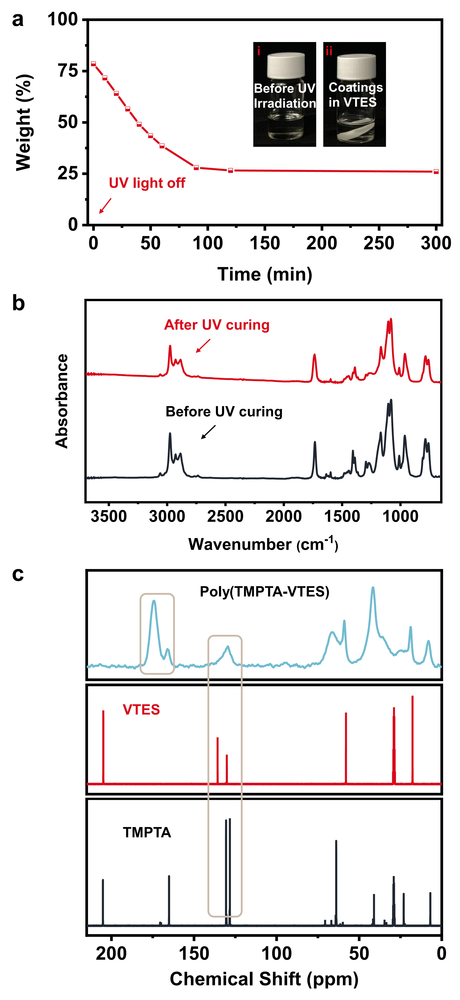 a
100
75
50
25
0
Weight (%)
i
Before UV
Irradiation
ii
Coatings
in VTES
UV light off
0 50 100 150 200 250 300
Time (min)
b
After UV curing
Before UV curing
Absorbance
3500 3000 2500 2000 1500 1000
Wavenumber (cm⁻¹)
c
Poly(TMPTA-VTES)
VTES
TMPTA
200 150 100 50 0
Chemical Shift (ppm)